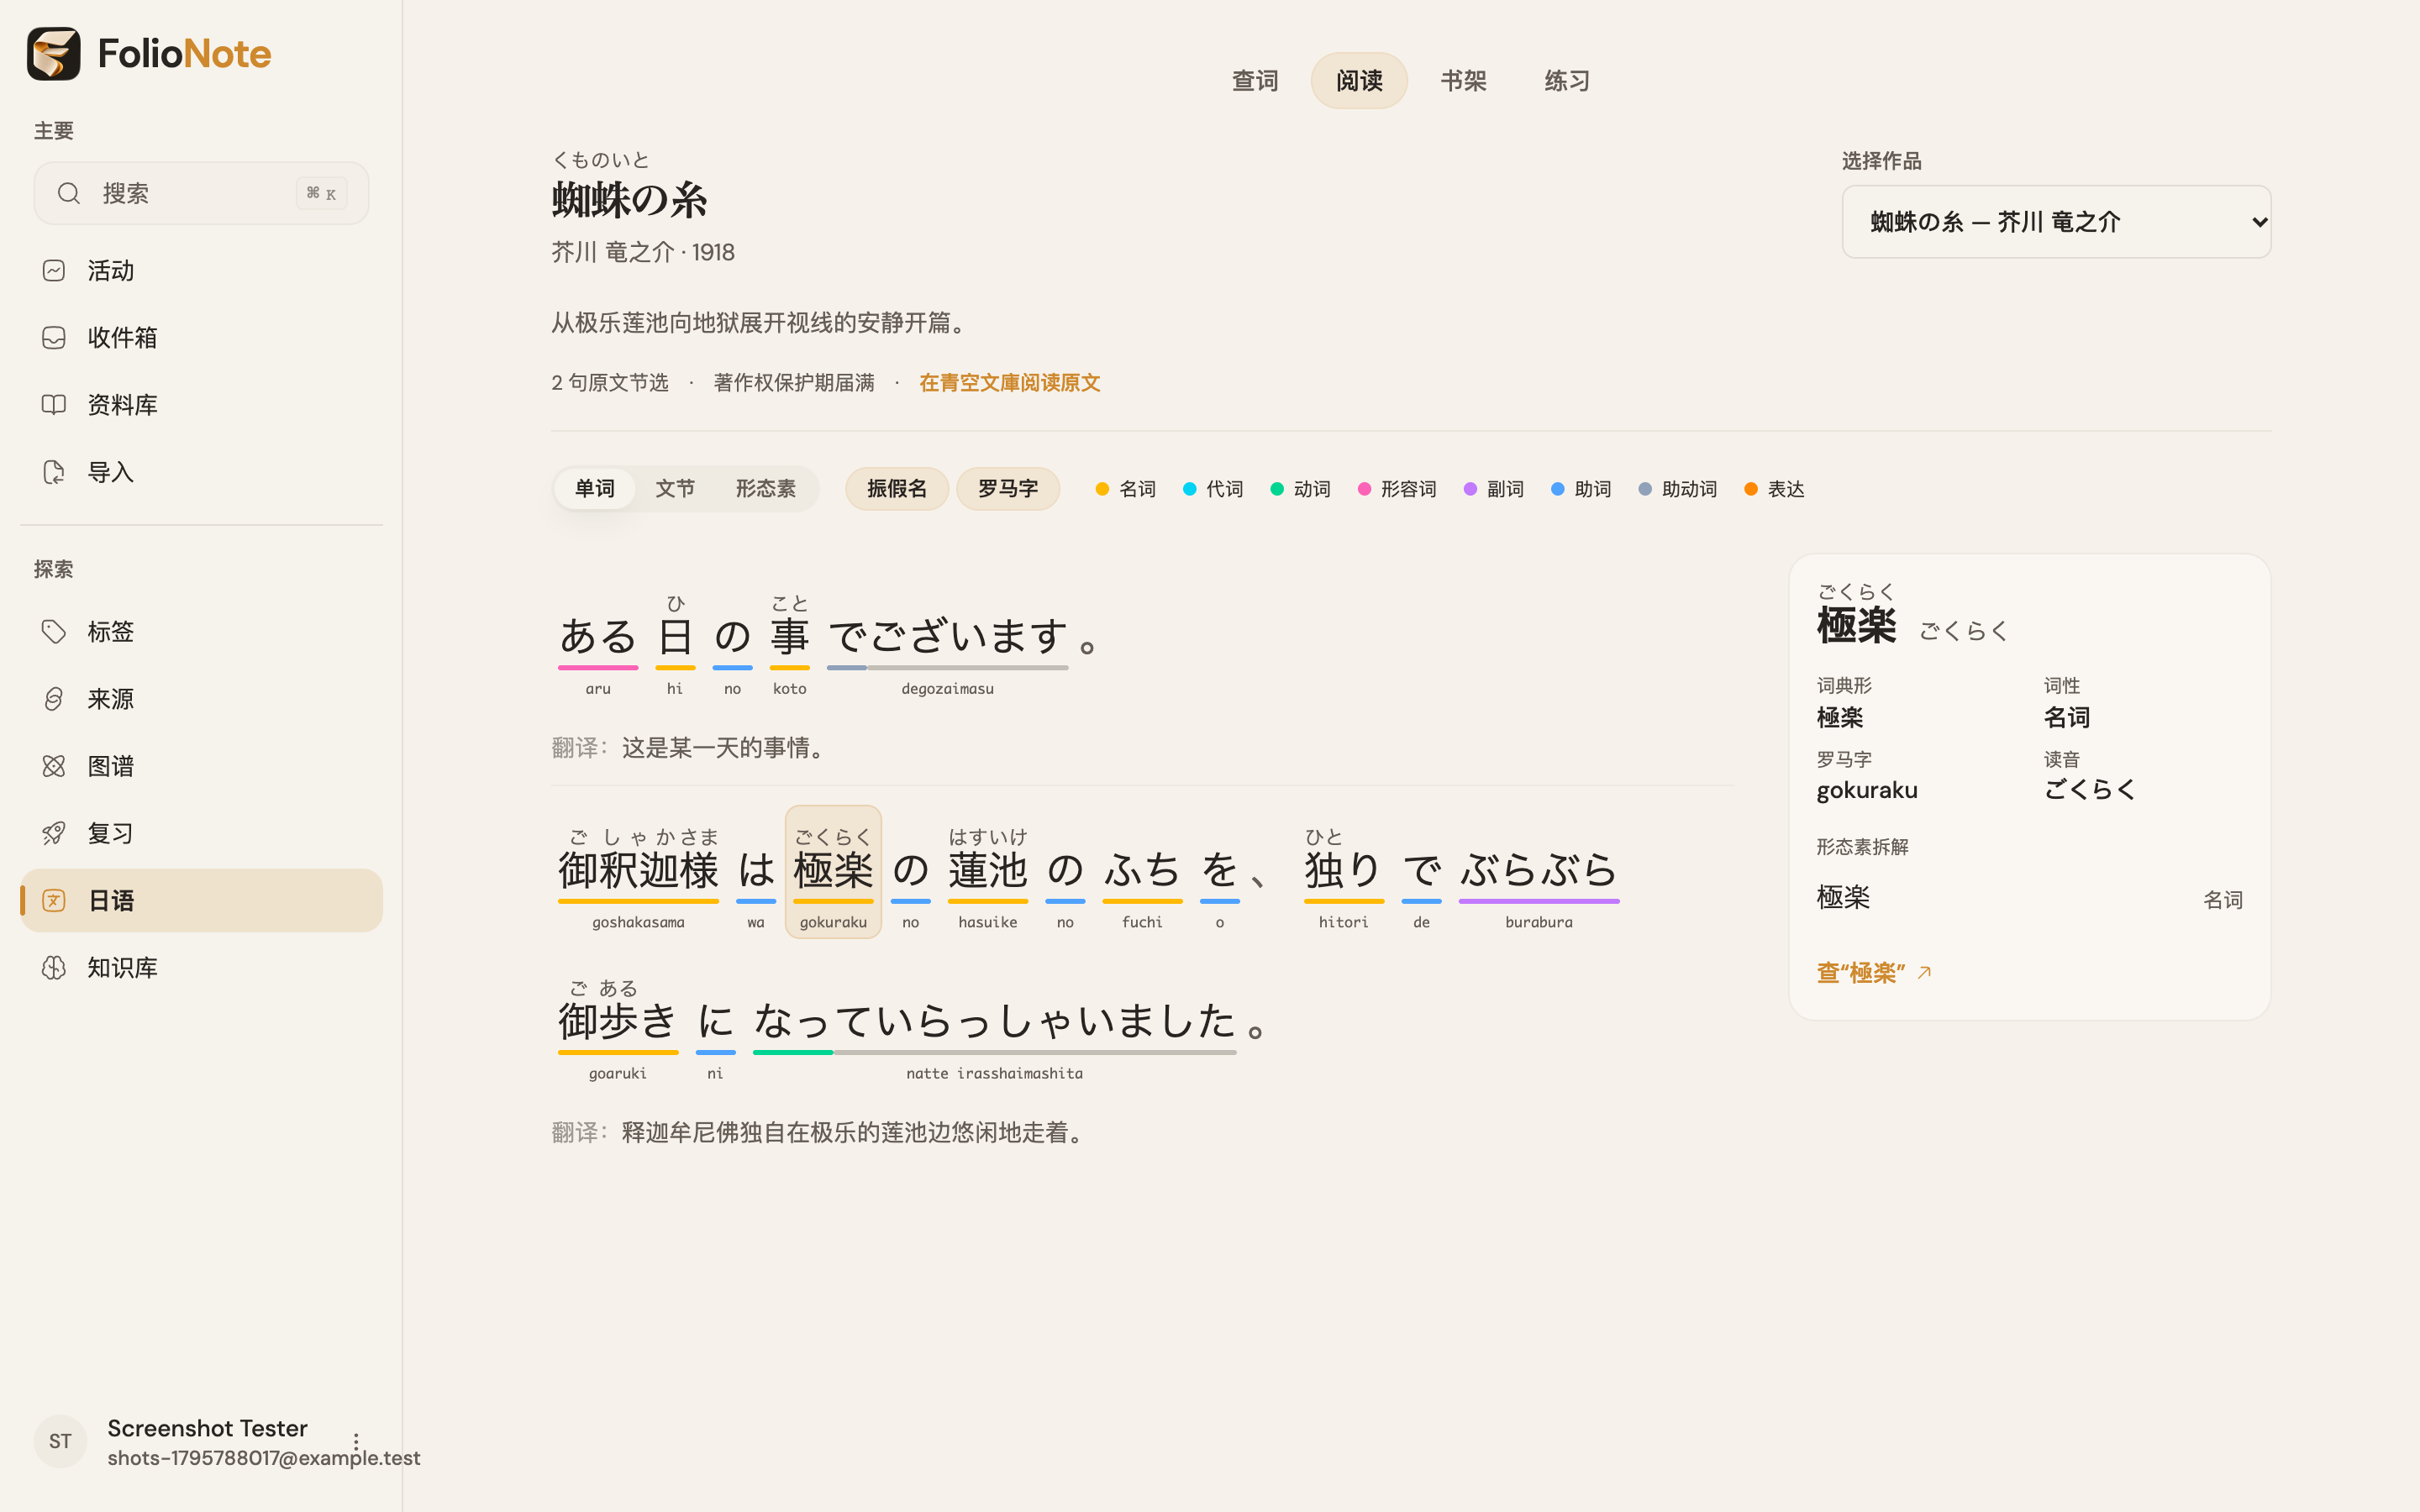 FolioNote
主要
搜索 ⌘ K
活动
收件箱
资料库
导入
探索
标签
来源
图谱
复习
日语
知识库
ST
Screenshot Tester
shots-1795788017@example.test
查词 阅读 书架 练习
くものいと
蜘蛛の糸
芥川 竜之介 · 1918
从极乐莲池向地狱展开视线的安静开篇。
2 句原文节选 · 著作权保护期届满 · 在青空文庫阅读原文
选择作品
蜘蛛の糸 — 芥川 竜之介
单词 文节 形态素 振假名 罗马字 名词 代词 动词 形容词 副词 助词 助动词 表达
ひ こと
ある 日 の 事 でございます 。
aru hi no koto degozaimasu
翻译： 这是某一天的事情。
ご しゃかさま ごくらく はすいけ ひと
御釈迦様 は 極楽 の 蓮池 の ふち を 、 独り で ぶらぶら
goshakasama wa gokuraku no hasuike no fuchi o hitori de burabura
ご ある
御歩き に なっていらっしゃいました 。
goaruki ni natte irasshaimashita
翻译： 释迦牟尼佛独自在极乐的莲池边悠闲地走着。
ごくらく
極楽 ごくらく
词典形 词性
極楽 名词
罗马字 读音
gokuraku ごくらく
形态素拆解
極楽 名词
查“極楽”